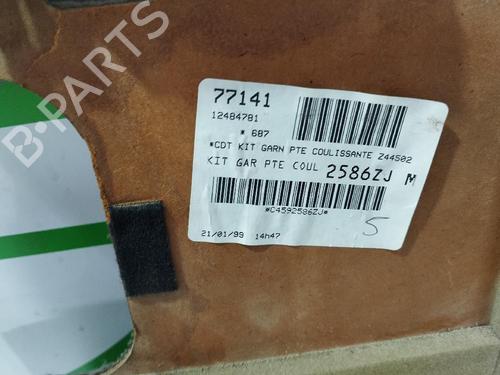 77141
12484781
* 687
*CDT KIT GARN PTE COULISSANTE Z44502
KIT GAR PTE COUL 2586ZJ M
*C4592586ZJ*
5
21/01/99 14h47
B-PARTS